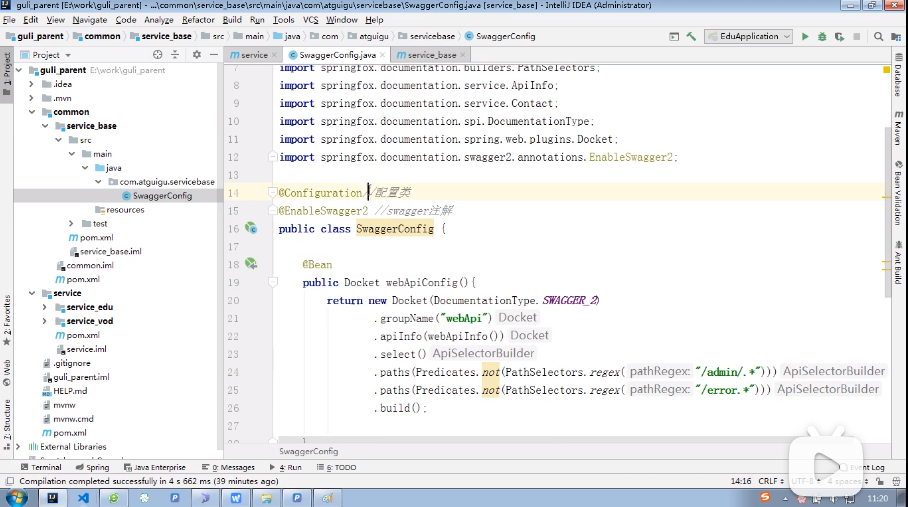 guli_parent [E:\work\guli_parent] - ...\common\service_base\src\main\java\com\atguigu\servicebase\SwaggerConfig.java [service_base] - IntelliJ IDEA (Administrator)
File Edit View Navigate Code Analyze Refactor Build Run Tools VCS Window Help
guli_parent common service_base src main java com atguigu servicebase SwaggerConfig EduApplication
Project service SwaggerConfig.java service_base
1: Project
guli_parent E:\work\guli_parent
.idea
.mvn
common
service_base
src
main
java
com.atguigu.servicebase
SwaggerConfig
resources
test
pom.xml
service_base.iml
common.iml
pom.xml
service
service_edu
service_vod
pom.xml
service.iml
.gitignore
guli_parent.iml
HELP.md
mvnw
mvnw.cmd
pom.xml
External Libraries
2: Favorites
Web
Z: Structure
7 import springfox.documentation.builders.PathSelectors;
8 import springfox.documentation.service.ApiInfo;
9 import springfox.documentation.service.Contact;
10 import springfox.documentation.spi.DocumentationType;
11 import springfox.documentation.spring.web.plugins.Docket;
12 import springfox.documentation.swagger2.annotations.EnableSwagger2;
13
14 @Configuration //配置类
15 @EnableSwagger2 //swagger注解
16 public class SwaggerConfig {
17
18 @Bean
19 public Docket webApiConfig(){
20 return new Docket(DocumentationType.SWAGGER_2)
21 .groupName("webApi") Docket
22 .apiInfo(webApiInfo()) Docket
23 .select() ApiSelectorBuilder
24 .paths(Predicates.not(PathSelectors.regex( pathRegex: "/admin/.*"))) ApiSelectorBuilder
25 .paths(Predicates.not(PathSelectors.regex( pathRegex: "/error.*"))) ApiSelectorBuilder
26 .build();
27
SwaggerConfig
Database
Maven
Bean Validation
Ant Build
Terminal Spring Java Enterprise 0: Messages 4: Run 6: TODO Event Log
Compilation completed successfully in 4 s 662 ms (39 minutes ago) 14:16 CRLF UTF-8 4 spaces
11:20